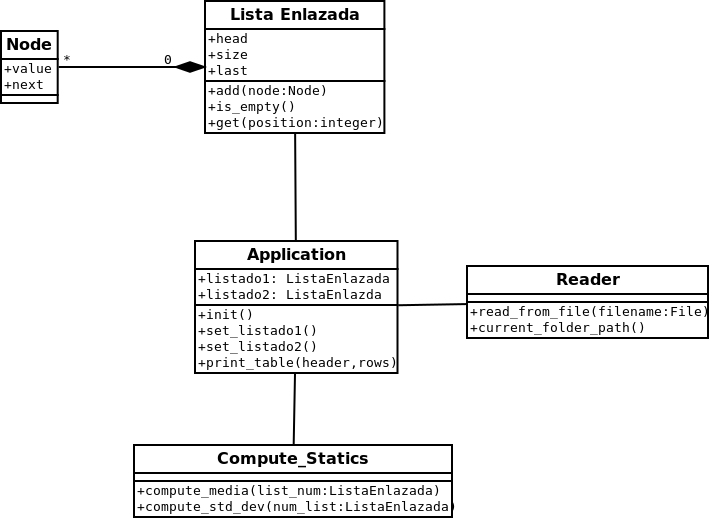 Lista Enlazada
+head
+size
+last
+add(node:Node)
+is_empty()
+get(position:integer)
Node
+value
+next
*
0
Application
+listado1: ListaEnlazada
+listado2: ListaEnlazda
+init()
+set_listado1()
+set_listado2()
+print_table(header,rows)
Reader
+read_from_file(filename:File)
+current_folder_path()
Compute_Statics
+compute_media(list_num:ListaEnlazada)
+compute_std_dev(num_list:ListaEnlazada)